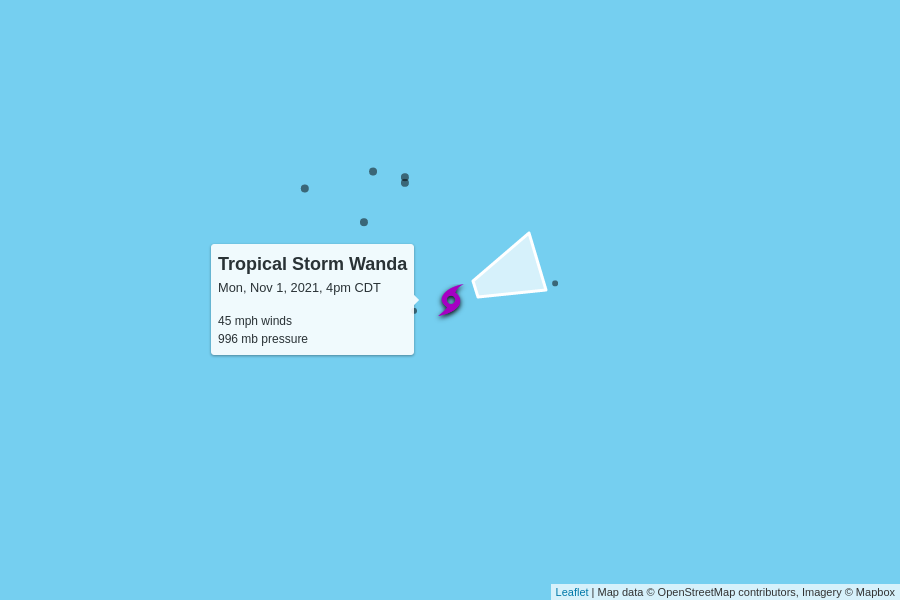 Tropical Storm Wanda
Mon, Nov 1, 2021, 4pm CDT
45 mph winds
996 mb pressure
Leaflet | Map data © OpenStreetMap contributors, Imagery © Mapbox